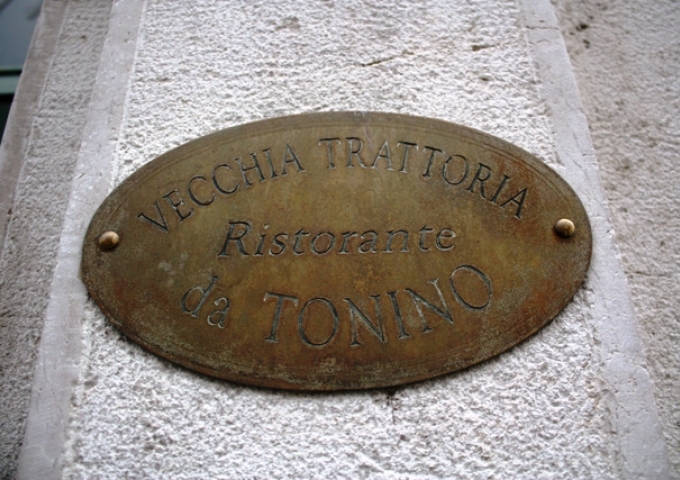 VECCHIA TRATTORIA
Ristorante
da TONINO